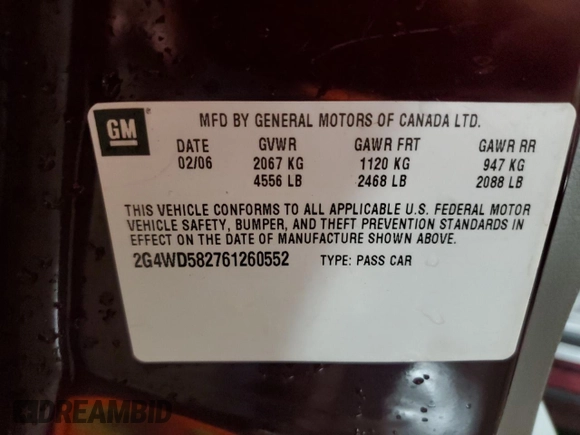 GM
MFD BY GENERAL MOTORS OF CANADA LTD.
DATE GVWR GAWR FRT GAWR RR
02/06 2067 KG 1120 KG 947 KG
4556 LB 2468 LB 2088 LB
THIS VEHICLE CONFORMS TO ALL APPLICABLE U.S. FEDERAL MOTOR
VEHICLE SAFETY, BUMPER, AND THEFT PREVENTION STANDARDS IN
EFFECT ON THE DATE OF MANUFACTURE SHOWN ABOVE.
2G4WD582761260552 TYPE: PASS CAR
DREAMBID